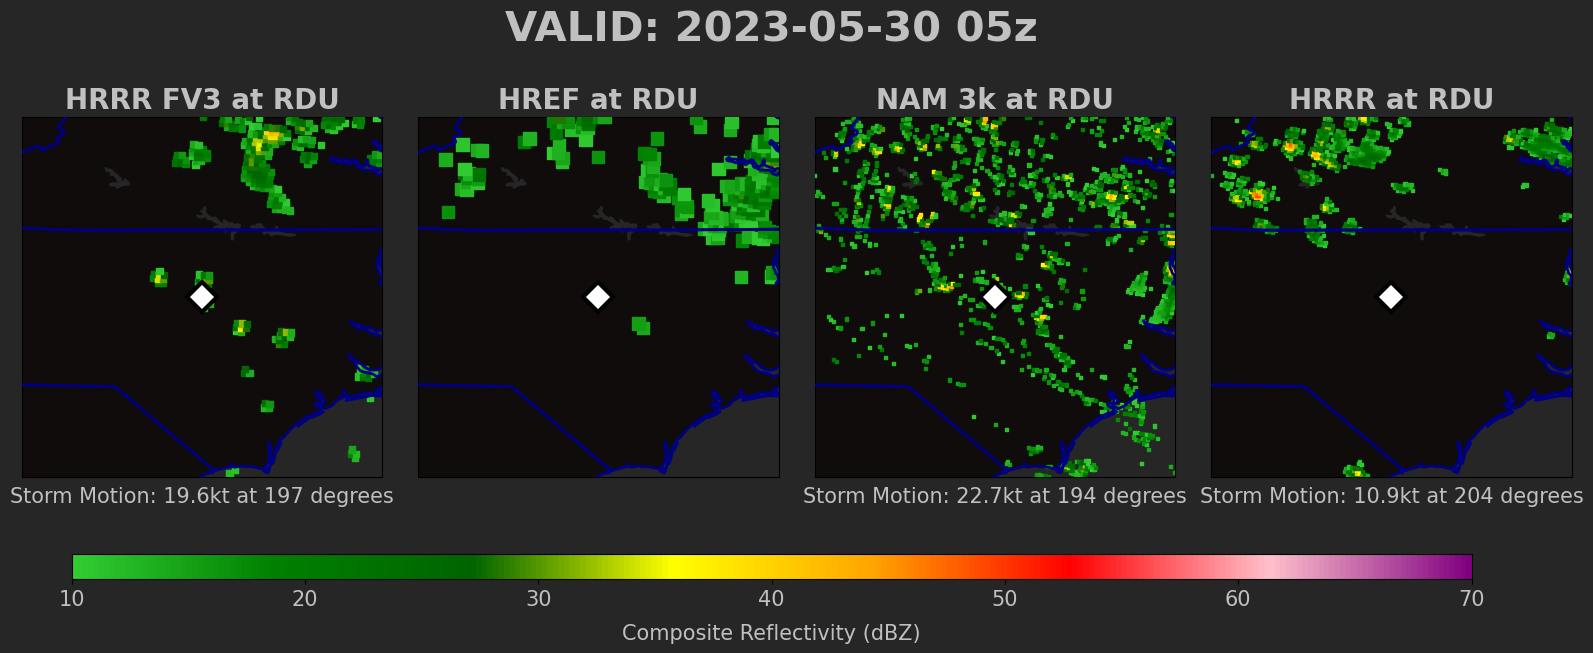 VALID: 2023-05-30 05z
HRRR FV3 at RDU
HREF at RDU
NAM 3k at RDU
HRRR at RDU
Storm Motion: 19.6kt at 197 degrees
Storm Motion: 22.7kt at 194 degrees
Storm Motion: 10.9kt at 204 degrees
10 20 30 40 50 60 70
Composite Reflectivity (dBZ)